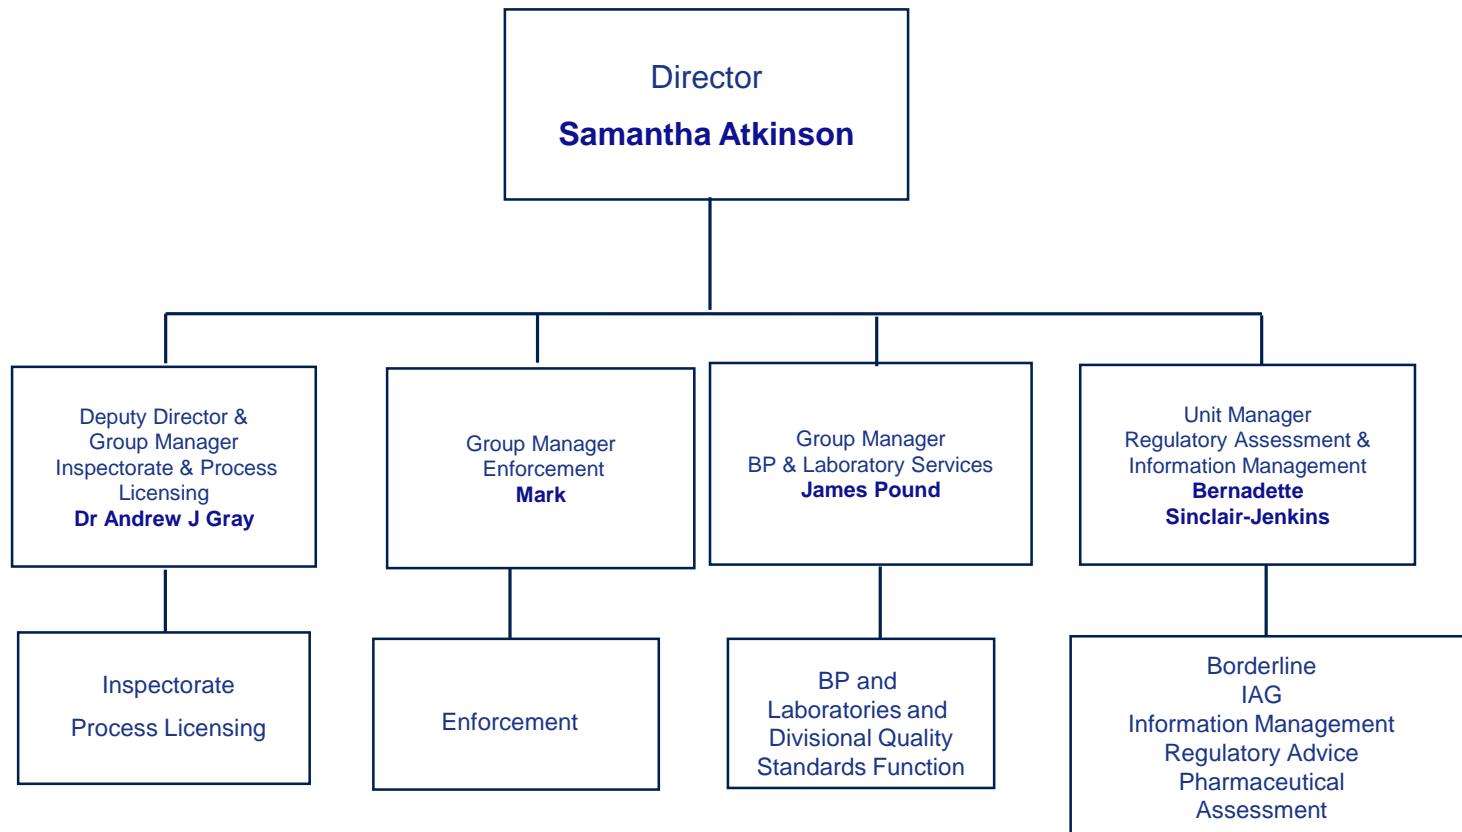 Director
Samantha Atkinson
Deputy Director &
Group Manager
Inspectorate & Process
Licensing
Dr Andrew J Gray
Group Manager
Enforcement
Mark
Group Manager
BP & Laboratory Services
James Pound
Unit Manager
Regulatory Assessment &
Information Management
Bernadette
Sinclair-Jenkins
Inspectorate
Process Licensing
Enforcement
BP and
Laboratories and
Divisional Quality
Standards Function
Borderline
IAG
Information Management
Regulatory Advice
Pharmaceutical
Assessment